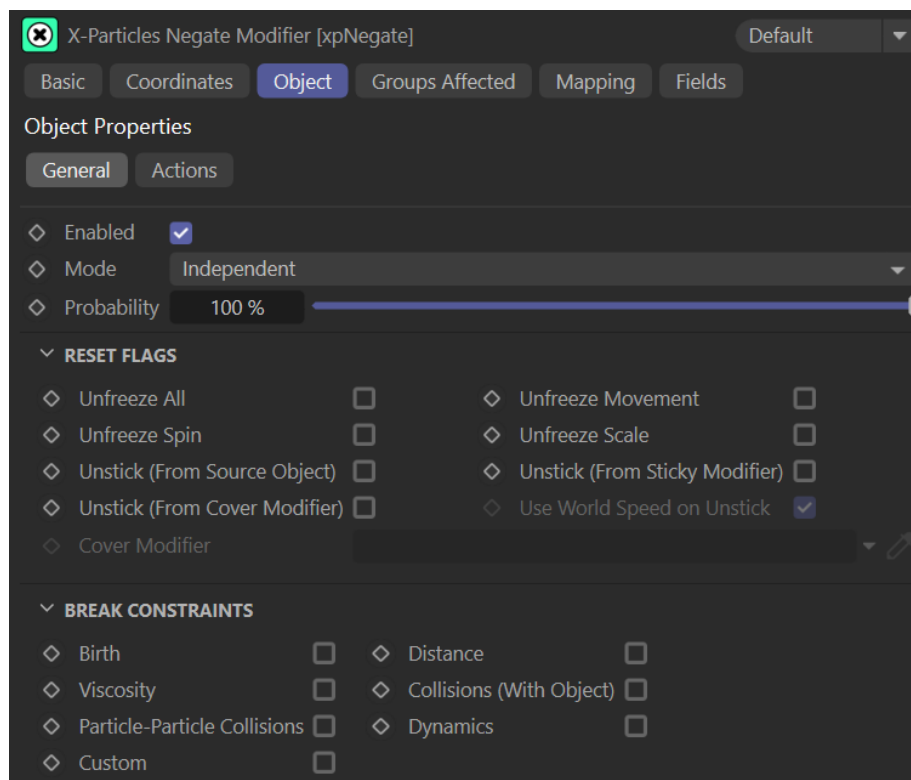 X-Particles Negate Modifier [xpNegate] Default
Basic Coordinates Object Groups Affected Mapping Fields
Object Properties
General Actions
Enabled
Mode Independent
Probability 100 %
RESET FLAGS
Unfreeze All Unfreeze Movement
Unfreeze Spin Unfreeze Scale
Unstick (From Source Object) Unstick (From Sticky Modifier)
Unstick (From Cover Modifier) Use World Speed on Unstick
Cover Modifier
BREAK CONSTRAINTS
Birth Distance
Viscosity Collisions (With Object)
Particle-Particle Collisions Dynamics
Custom